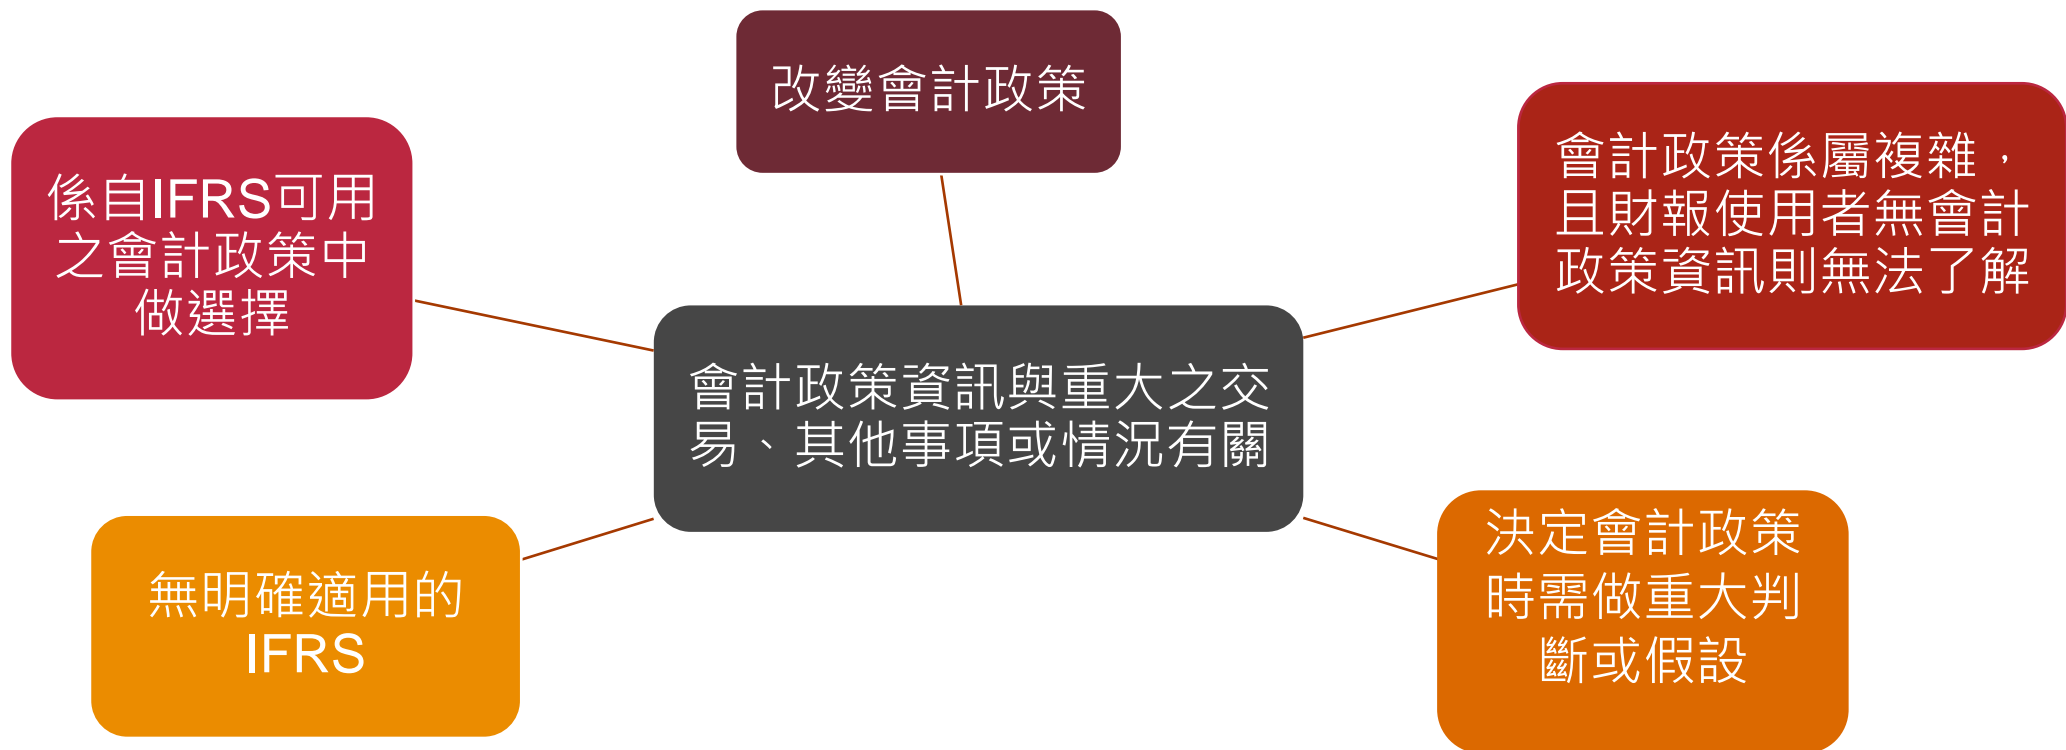 改變會計政策
係自IFRS可用
之會計政策中
做選擇
會計政策係屬複雜，
且財報使用者無會計
政策資訊則無法了解
會計政策資訊與重大之交
易、其他事項或情況有關
無明確適用的
IFRS
決定會計政策
時需做重大判
斷或假設